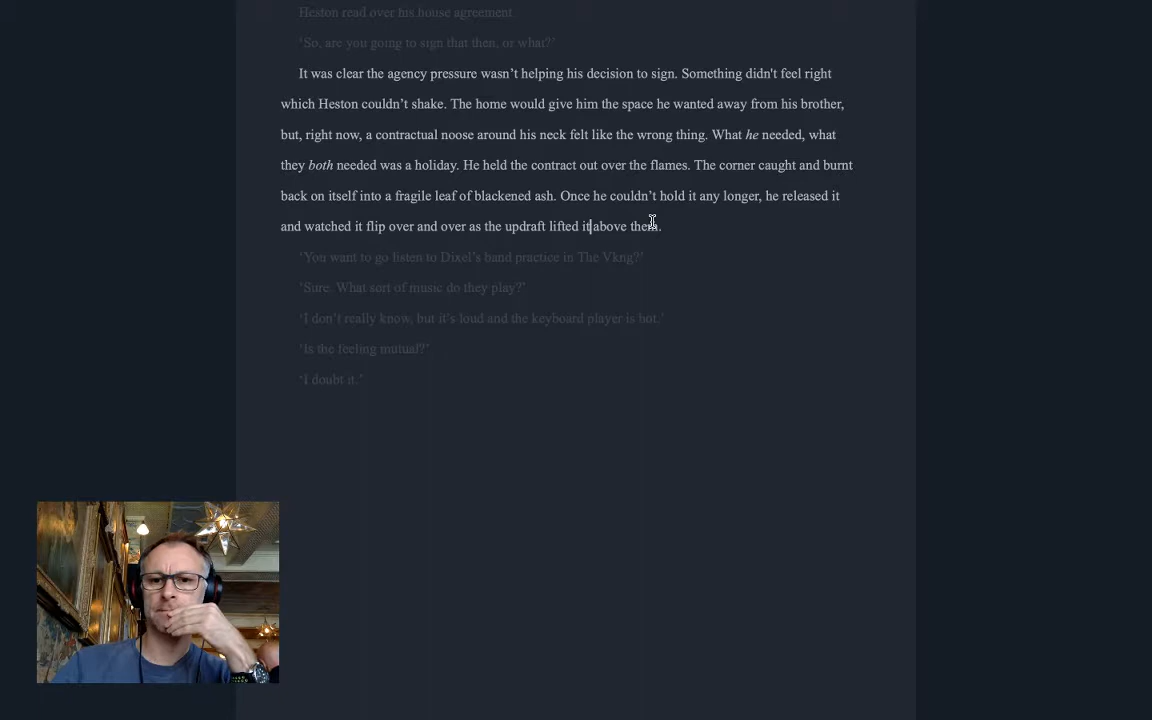 Heston read over his house agreement.
‘So, are you going to sign that then, or what?’
It was clear the agency pressure wasn’t helping his decision to sign. Something didn't feel right
which Heston couldn’t shake. The home would give him the space he wanted away from his brother,
but, right now, a contractual noose around his neck felt like the wrong thing. What he needed, what
they both needed was a holiday. He held the contract out over the flames. The corner caught and burnt
back on itself into a fragile leaf of blackened ash. Once he couldn’t hold it any longer, he released it
and watched it flip over and over as the updraft lifted it above them.
‘You want to go listen to Dixel’s band practice in The Vkng?’
‘Sure. What sort of music do they play?’
‘I don’t really know, but it’s loud and the keyboard player is hot.’
‘Is the feeling mutual?’
‘I doubt it.’